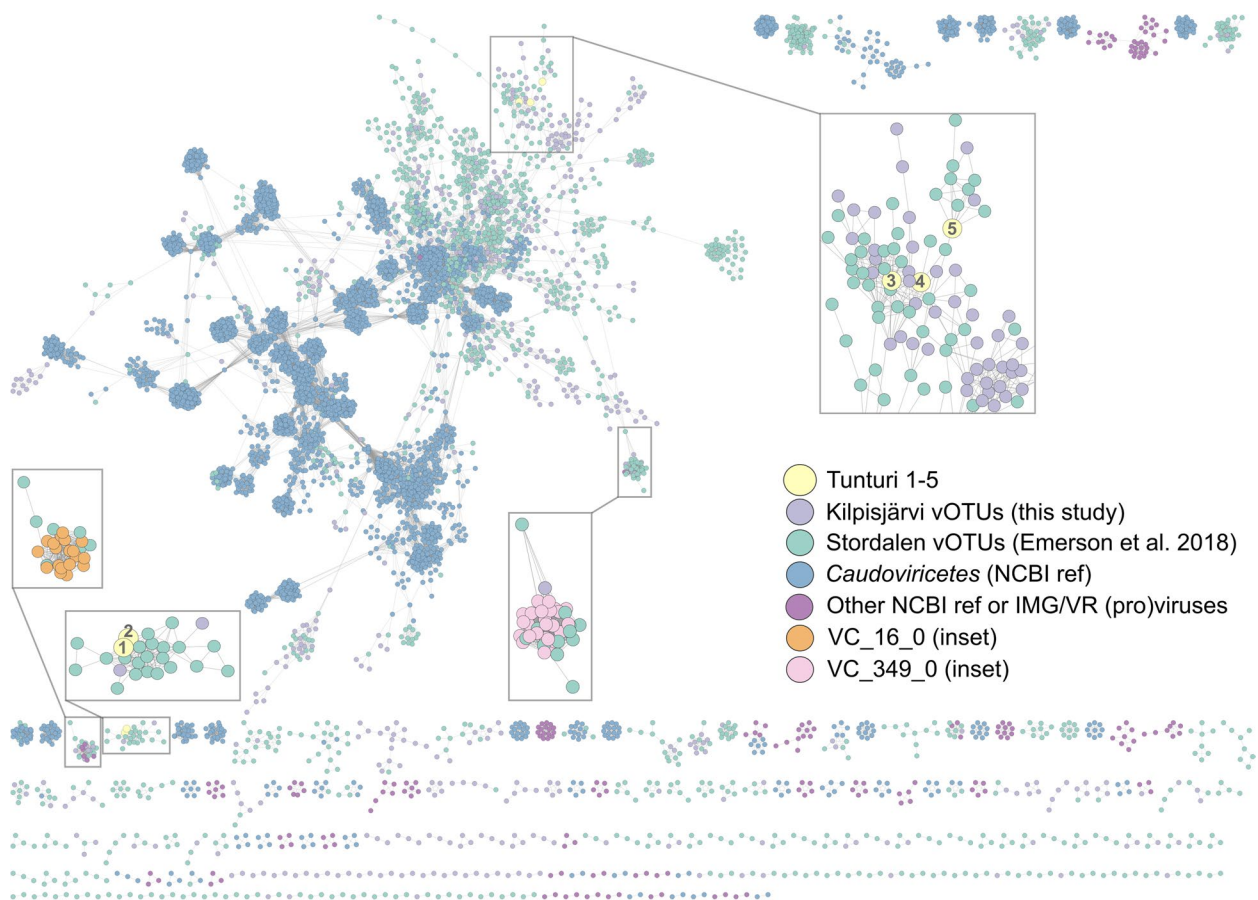 5
3 4
Tunturi 1-5
Kilpisjärvi vOTUs (this study)
Stordalen vOTUs (Emerson et al. 2018)
Caudoviricetes (NCBI ref)
Other NCBI ref or IMG/VR (pro)viruses
VC_16_0 (inset)
VC_349_0 (inset)
2
1